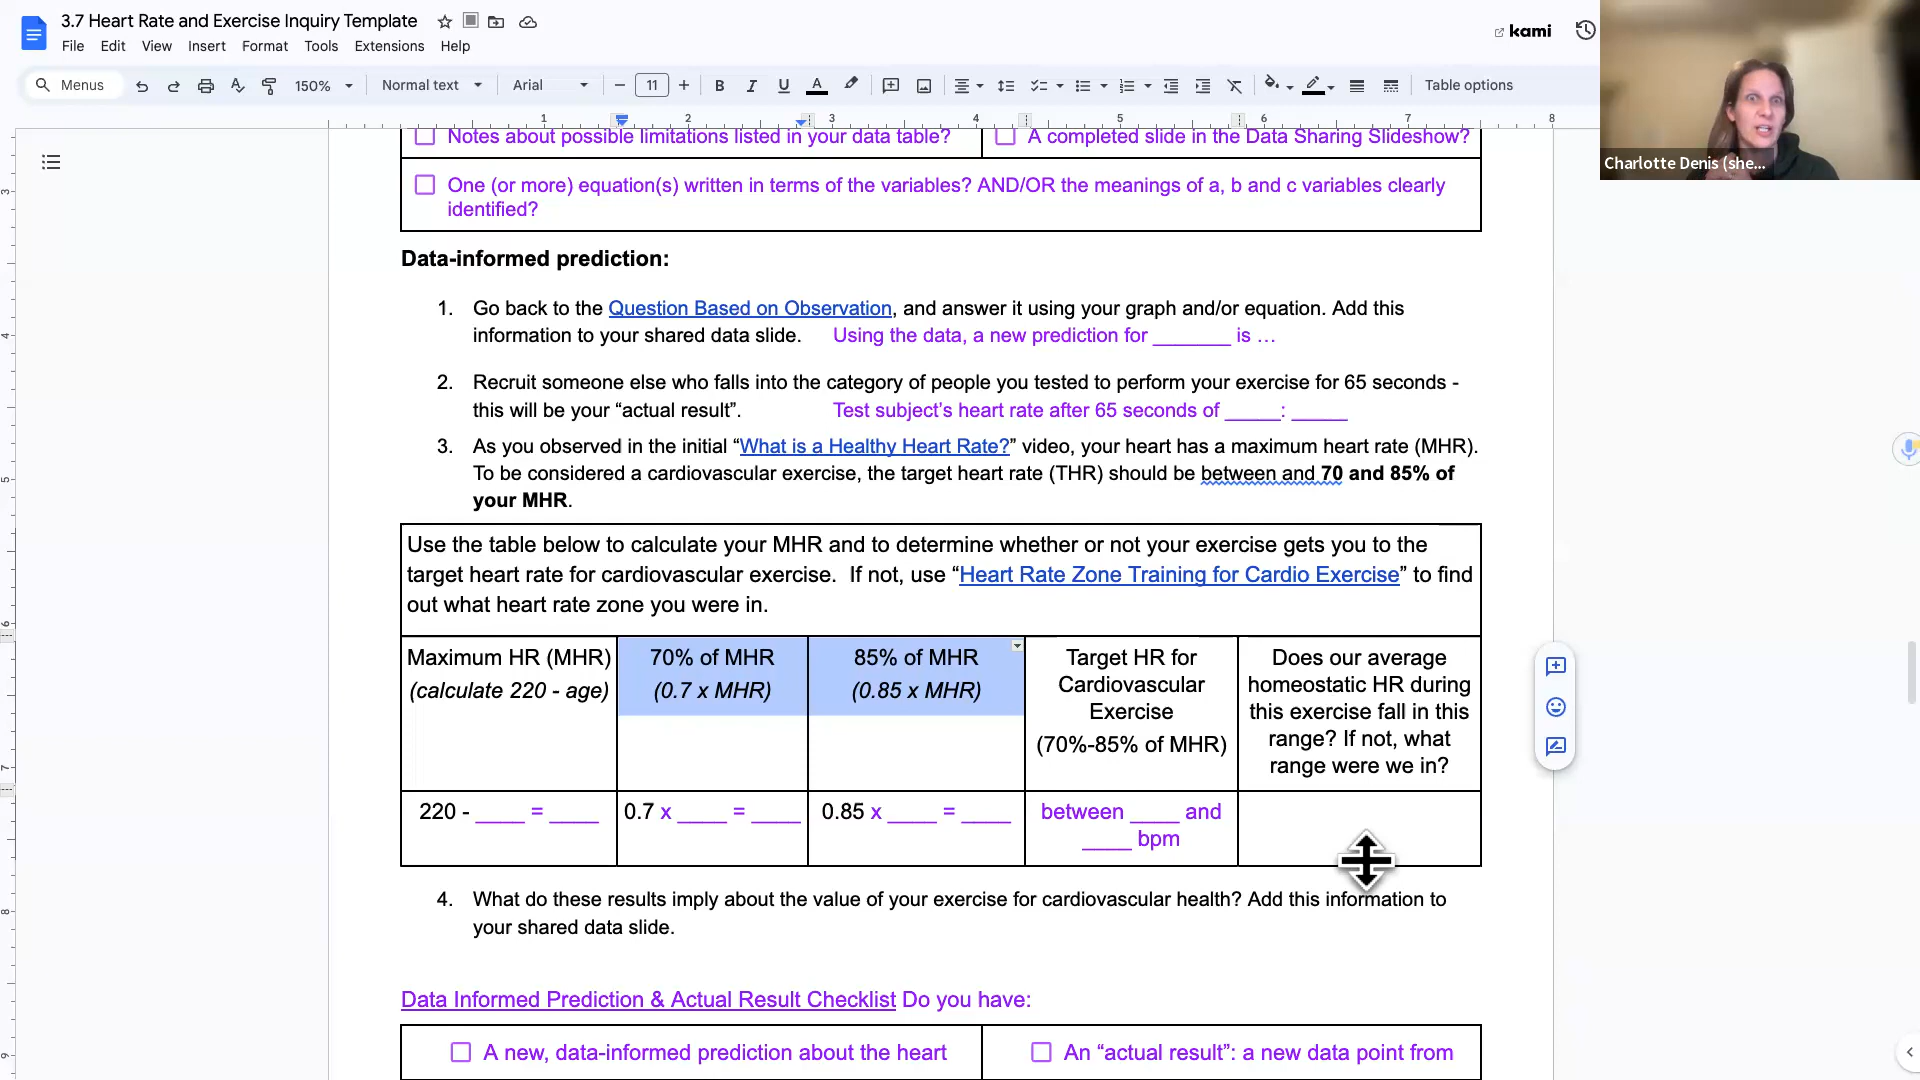 3.7 Heart Rate and Exercise Inquiry Template
File Edit View Insert Format Tools Extensions Help
kami
Menus 150% Normal text Arial 11 B I U A Table options
1 2 3 4 5 6 7 8
Charlotte Denis (she...
Notes about possible limitations listed in your data table?
A completed slide in the Data Sharing Slideshow?
One (or more) equation(s) written in terms of the variables? AND/OR the meanings of a, b and c variables clearly
identified?
Data-informed prediction:
1. Go back to the Question Based on Observation, and answer it using your graph and/or equation. Add this
information to your shared data slide. Using the data, a new prediction for _______ is …
2. Recruit someone else who falls into the category of people you tested to perform your exercise for 65 seconds -
this will be your “actual result”. Test subject’s heart rate after 65 seconds of _____: _____
3. As you observed in the initial “What is a Healthy Heart Rate?” video, your heart has a maximum heart rate (MHR).
To be considered a cardiovascular exercise, the target heart rate (THR) should be between and 70 and 85% of
your MHR.
Use the table below to calculate your MHR and to determine whether or not your exercise gets you to the
target heart rate for cardiovascular exercise. If not, use “Heart Rate Zone Training for Cardio Exercise” to find
out what heart rate zone you were in.
Maximum HR (MHR)
(calculate 220 - age)
70% of MHR
(0.7 x MHR)
85% of MHR
(0.85 x MHR)
Target HR for
Cardiovascular
Exercise
(70%-85% of MHR)
Does our average
homeostatic HR during
this exercise fall in this
range? If not, what
range were we in?
220 - ____ = ____
0.7 x ____ = ____
0.85 x ____ = ____
between ____ and
____ bpm
4. What do these results imply about the value of your exercise for cardiovascular health? Add this information to
your shared data slide.
Data Informed Prediction & Actual Result Checklist Do you have:
A new, data-informed prediction about the heart
An “actual result”: a new data point from
3
4
5
6
7
8
9